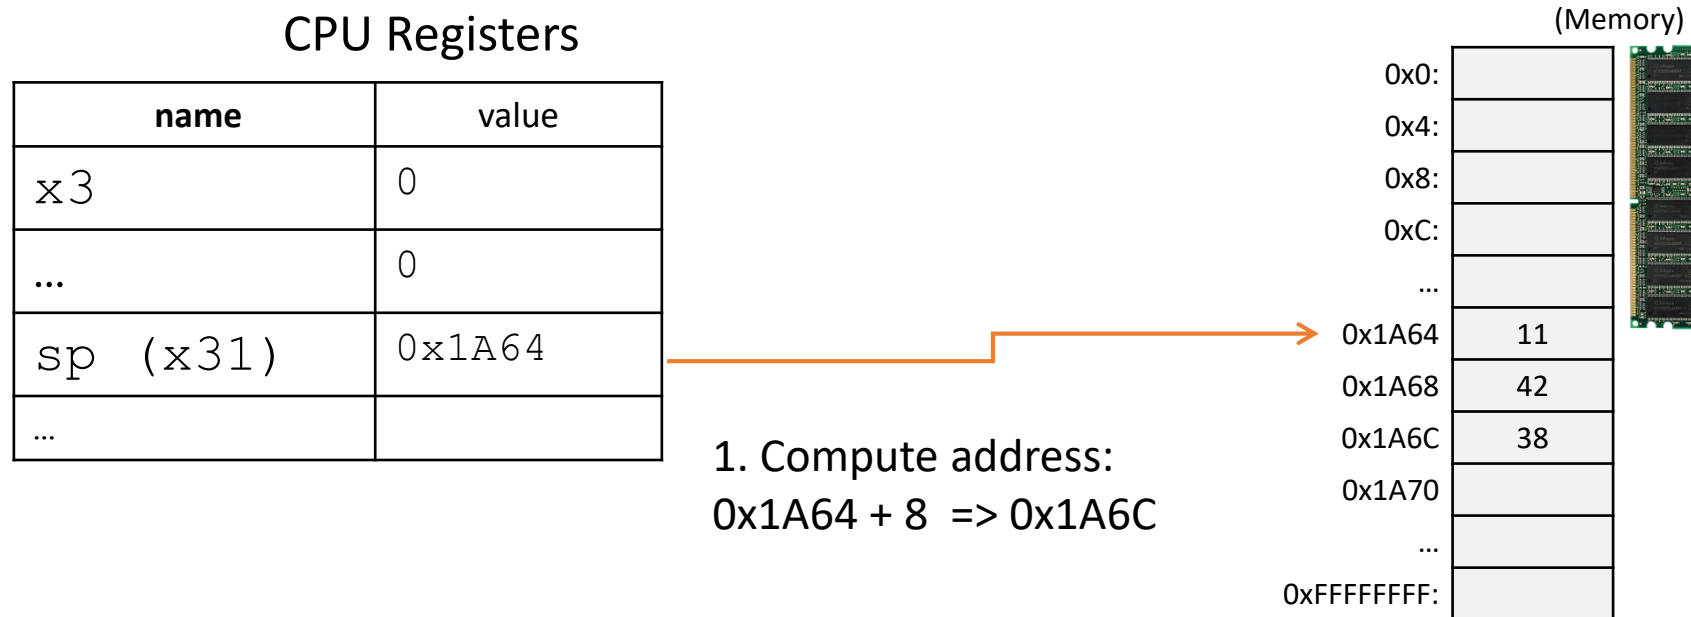 CPU Registers
name value
x3 0
… 0
sp (x31) 0x1A64
…
1. Compute address:
0x1A64 + 8 => 0x1A6C
(Memory)
0x0:
0x4:
0x8:
0xC:
…
0x1A64 11
0x1A68 42
0x1A6C 38
0x1A70
…
0xFFFFFFFF: